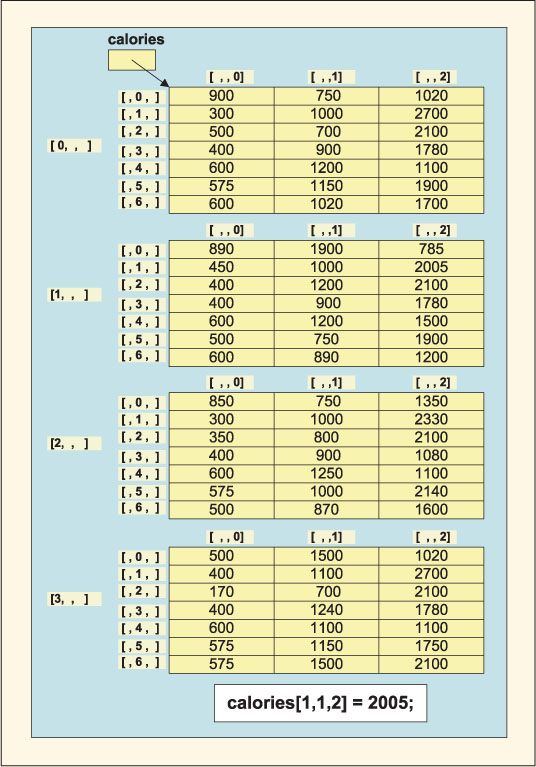 calories
[ , ,0] [ , ,1] [ , ,2]
[ 0, , ]
[ , 0 , ] 900 750 1020
[ , 1 , ] 300 1000 2700
[ , 2 , ] 500 700 2100
[ , 3 , ] 400 900 1780
[ , 4 , ] 600 1200 1100
[ , 5 , ] 575 1150 1900
[ , 6 , ] 600 1020 1700
[ , ,0] [ , ,1] [ , ,2]
[1, , ]
[ , 0 , ] 890 1900 785
[ , 1 , ] 450 1000 2005
[ , 2 , ] 400 1200 2100
[ , 3 , ] 400 900 1780
[ , 4 , ] 600 1200 1500
[ , 5 , ] 500 750 1900
[ , 6 , ] 600 890 1200
[ , ,0] [ , ,1] [ , ,2]
[2, , ]
[ , 0 , ] 850 750 1350
[ , 1 , ] 300 1000 2330
[ , 2 , ] 350 800 2100
[ , 3 , ] 400 900 1080
[ , 4 , ] 600 1250 1100
[ , 5 , ] 575 1000 2140
[ , 6 , ] 500 870 1600
[ , ,0] [ , ,1] [ , ,2]
[3, , ]
[ , 0 , ] 500 1500 1020
[ , 1 , ] 400 1100 2700
[ , 2 , ] 170 700 2100
[ , 3 , ] 400 1240 1780
[ , 4 , ] 600 1100 1100
[ , 5 , ] 575 1150 1750
[ , 6 , ] 575 1500 2100
calories[1,1,2] = 2005;